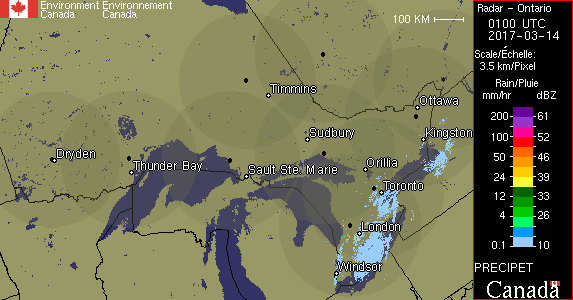 Environment Environnement
Canada Canada
100 KM
Timmins
Ottawa
Sudbury
Kingston
Dryden
Thunder Bay
Sault Ste. Marie
Orillia
Toronto
London
Windsor
Radar - Ontario
0100 UTC
2017-03-14
Scale/Échelle:
3.5 km/Pixel
Rain/Pluie
mm/hr dBZ
200 61
100 52
50 46
24 39
12 33
4 26
0.1 10
PRECIPET
Canada